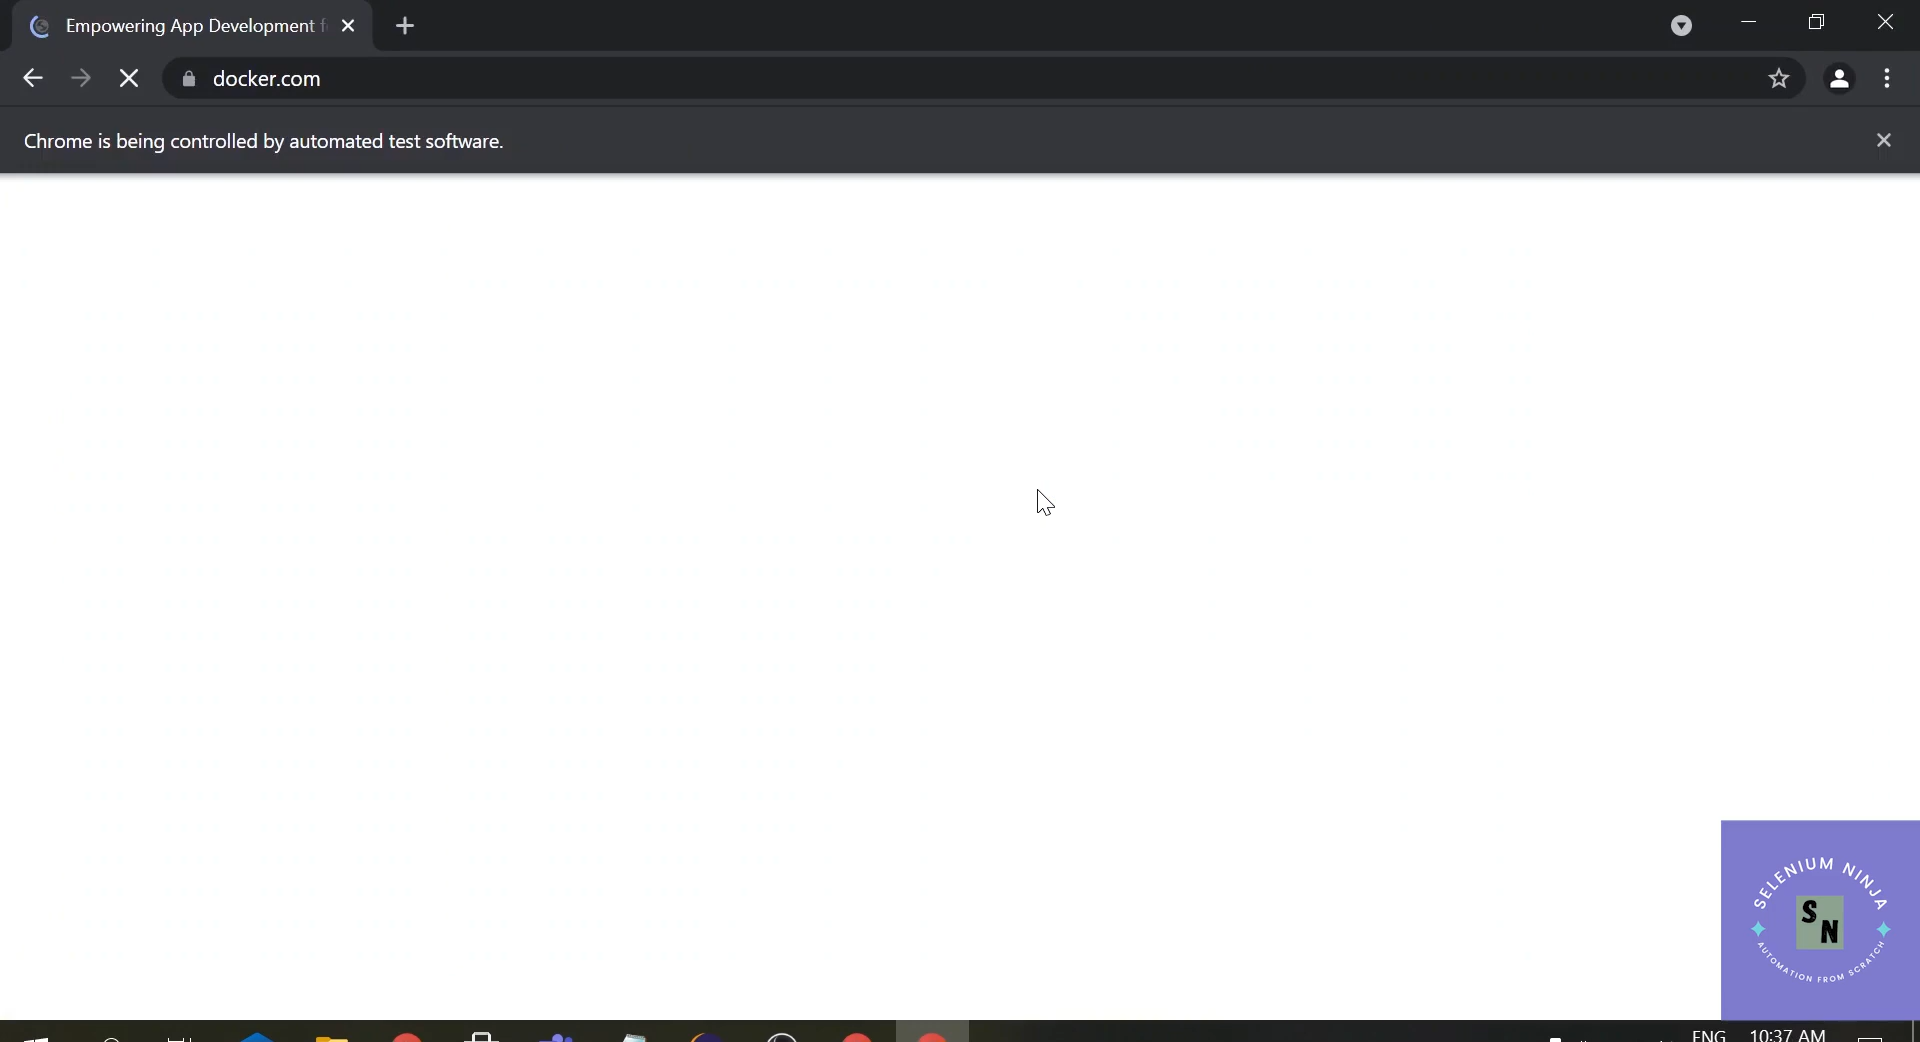 Empowering App Development f
docker.com
Chrome is being controlled by automated test software.
SELENIUM NINJA
S
N
AUTOMATION FROM SCRATCH
ENG 10:37 AM